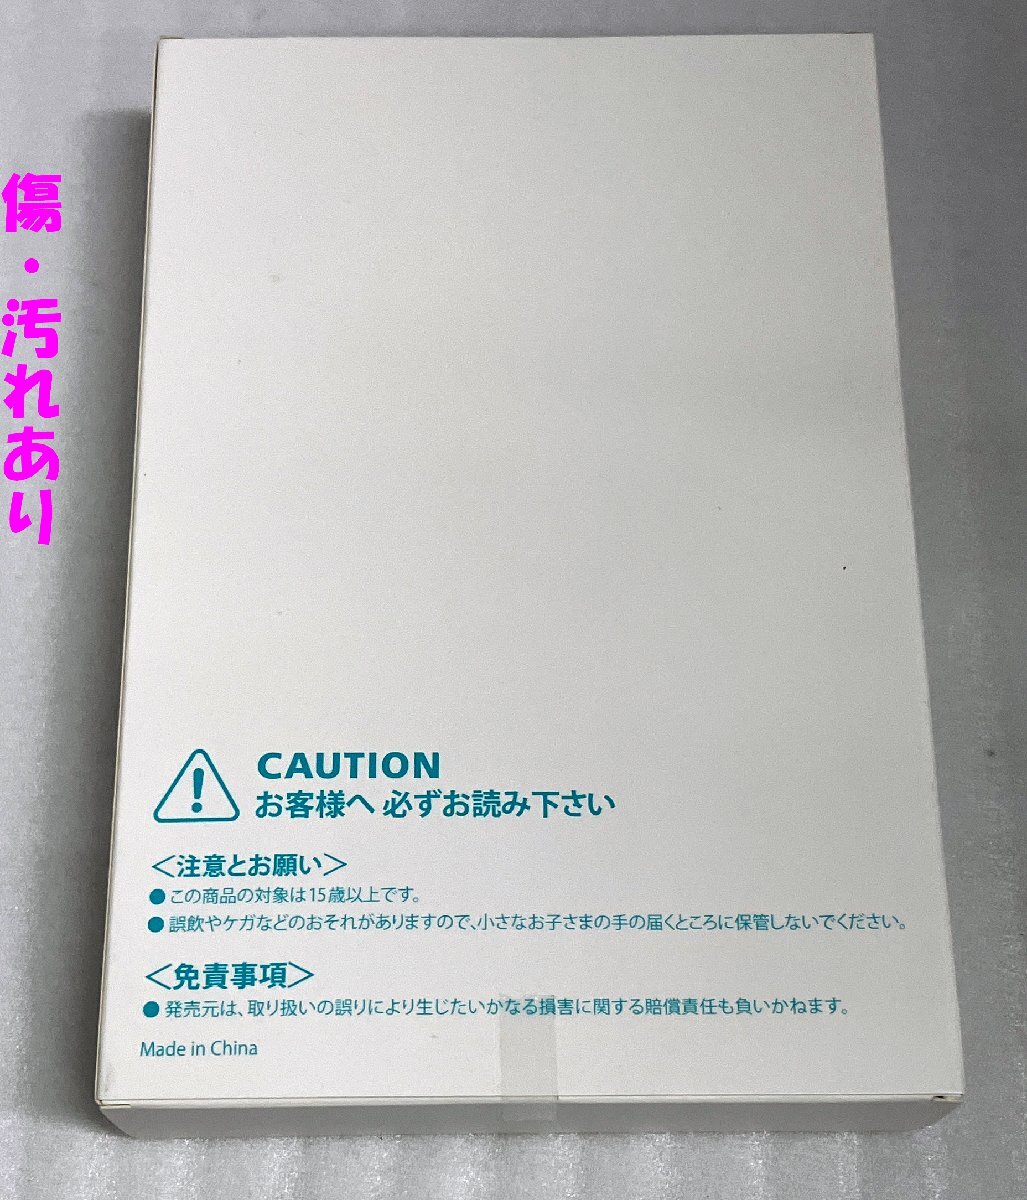 傷・汚れあり
CAUTION
お客様へ 必ずお読み下さい
＜注意とお願い＞
●この商品の対象は15歳以上です。
●誤飲やケガなどのおそれがありますので、小さなお子さまの手の届くところに保管しないでください。
＜免責事項＞
●発売元は、取り扱いの誤りにより生じたいかなる損害に関する賠償責任も負いかねます。
Made in China